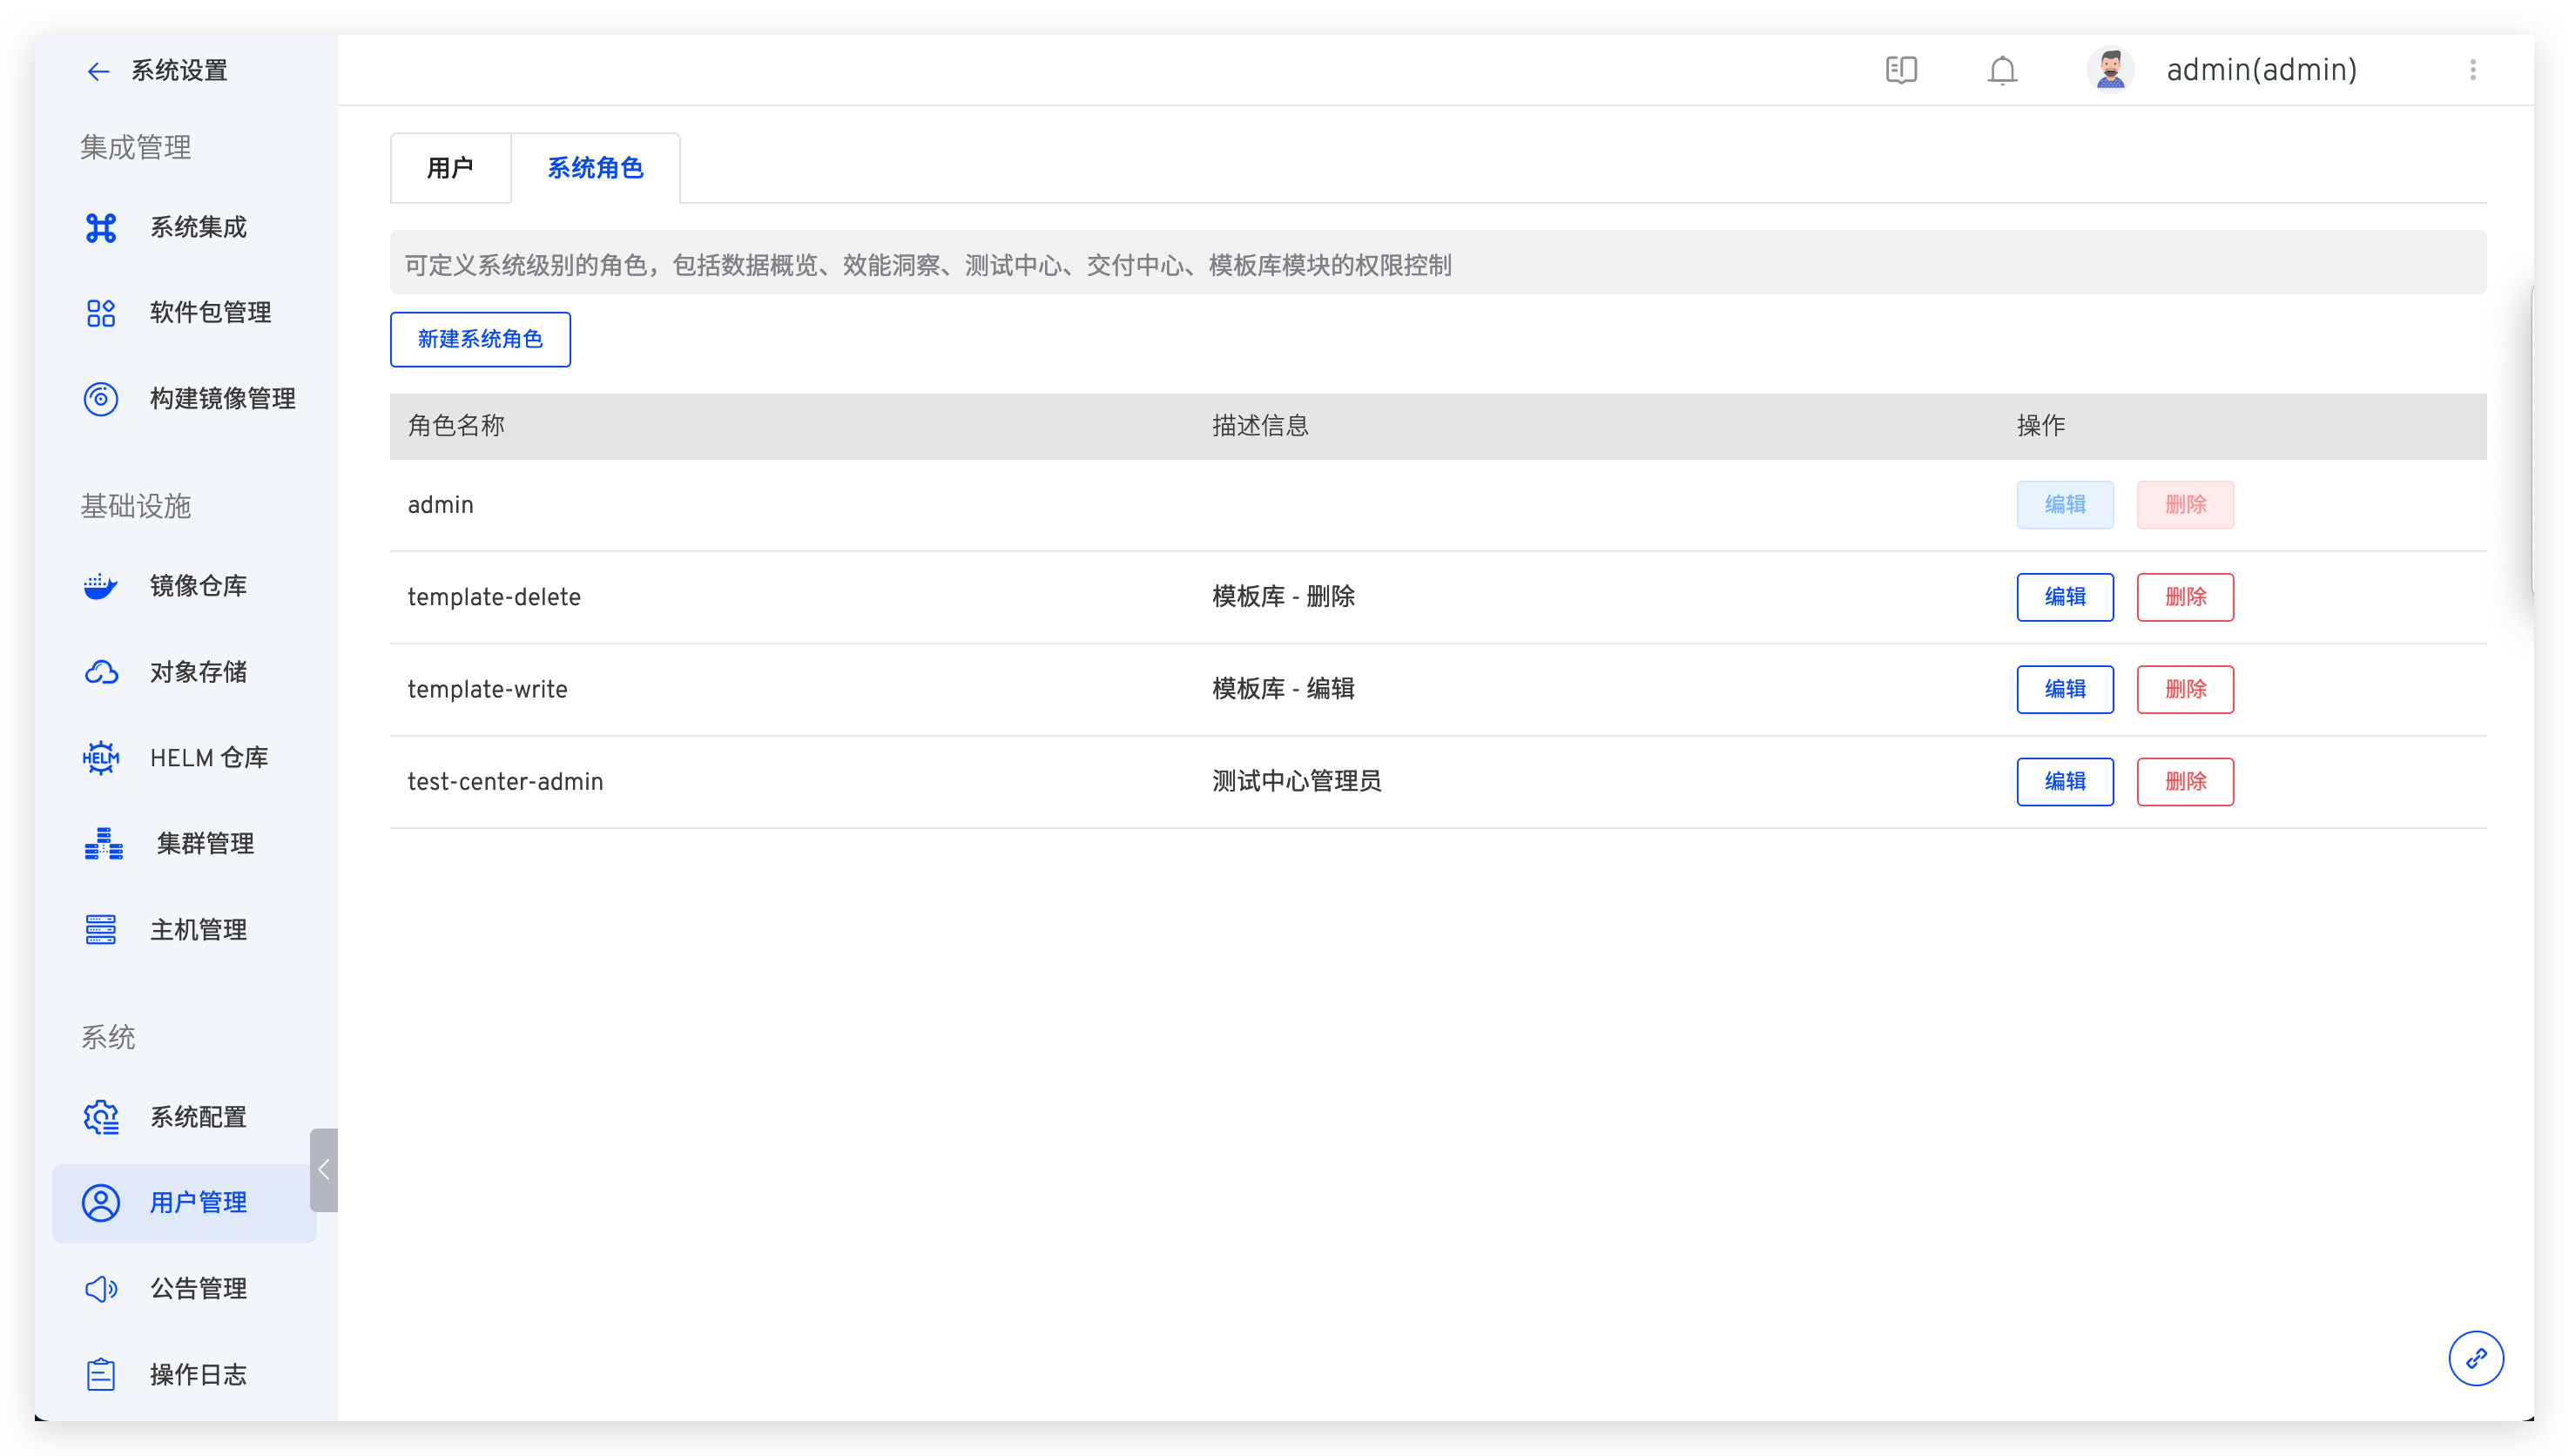 系统设置
admin(admin)
集成管理
系统集成
软件包管理
构建镜像管理
基础设施
镜像仓库
对象存储
HELM
HELM 仓库
集群管理
主机管理
系统
系统配置
用户管理
公告管理
操作日志
用户 系统角色
可定义系统级别的角色，包括数据概览、效能洞察、测试中心、交付中心、模板库模块的权限控制
新建系统角色
角色名称 描述信息 操作
admin 编辑 删除
template-delete 模板库 - 删除 编辑 删除
template-write 模板库 - 编辑 编辑 删除
test-center-admin 测试中心管理员 编辑 删除